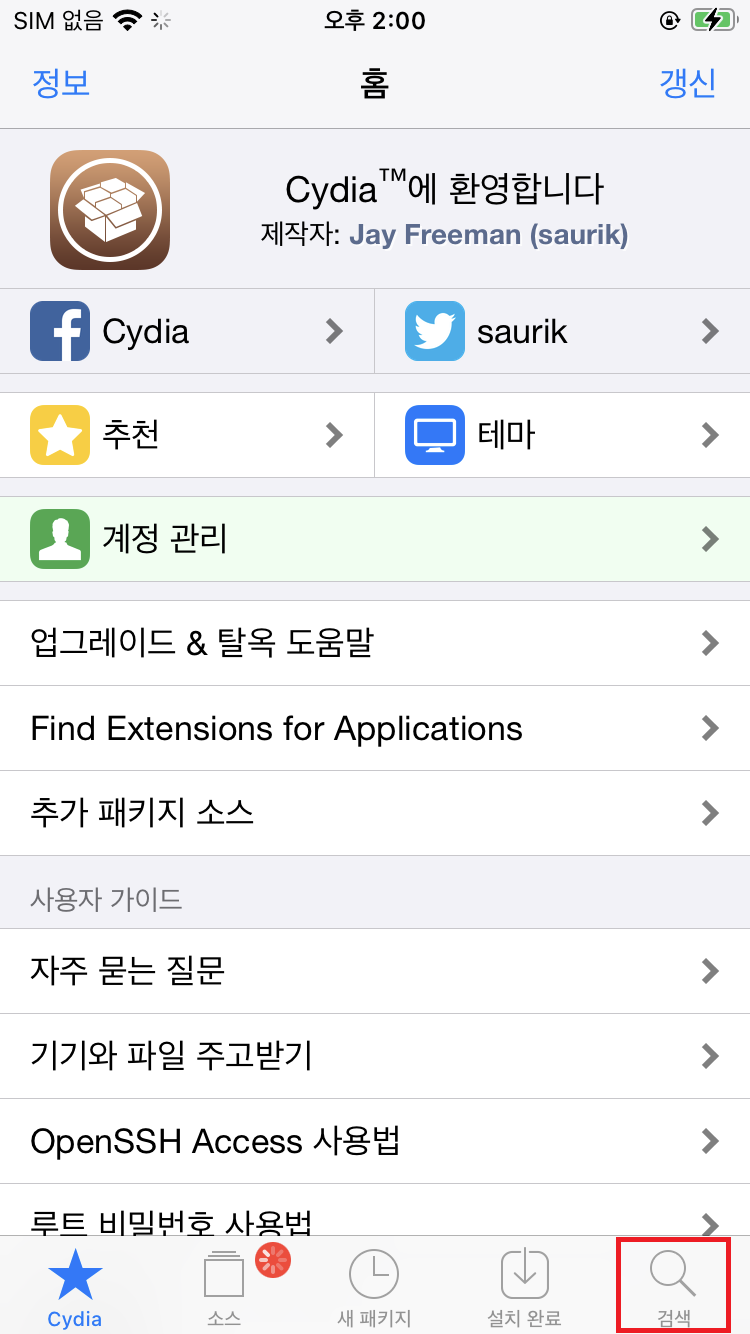 SIM 없음 오후 2:00
정보 홈 갱신
Cydia™에 환영합니다
제작자: Jay Freeman (saurik)
Cydia saurik
추천 테마
계정 관리
업그레이드 & 탈옥 도움말
Find Extensions for Applications
추가 패키지 소스
사용자 가이드
자주 묻는 질문
기기와 파일 주고받기
OpenSSH Access 사용법
루트 비밀번호 사용법
Cydia 소스 새 패키지 설치 완료 검색